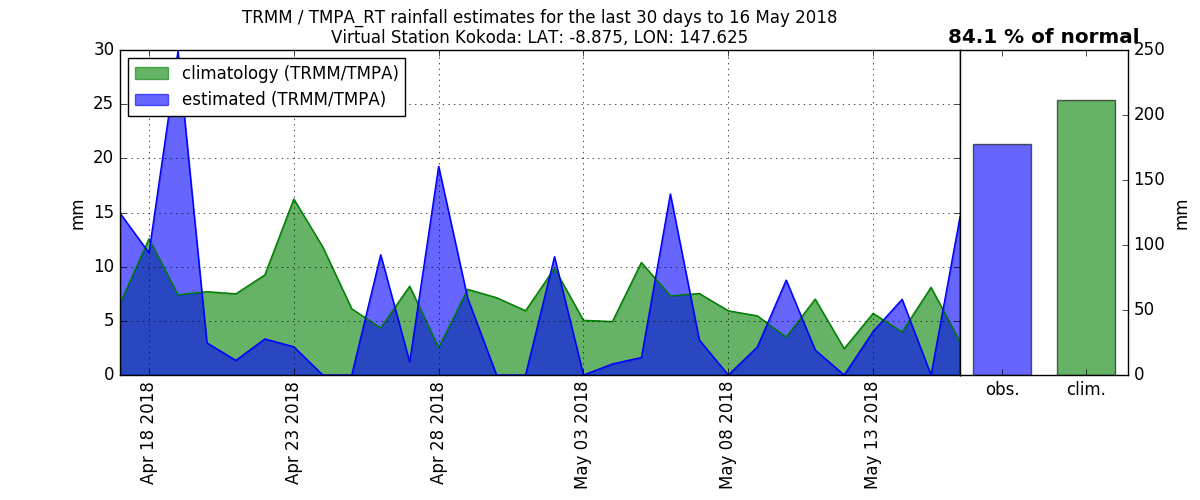 TRMM / TMPA_RT rainfall estimates for the last 30 days to 16 May 2018
Virtual Station Kokoda: LAT: -8.875, LON: 147.625
84.1 % of normal
climatology (TRMM/TMPA)
estimated (TRMM/TMPA)
mm
30
25
20
15
10
5
0
Apr 18 2018
Apr 23 2018
Apr 28 2018
May 03 2018
May 08 2018
May 13 2018
obs.
clim.
250
200
150
100
50
0
mm